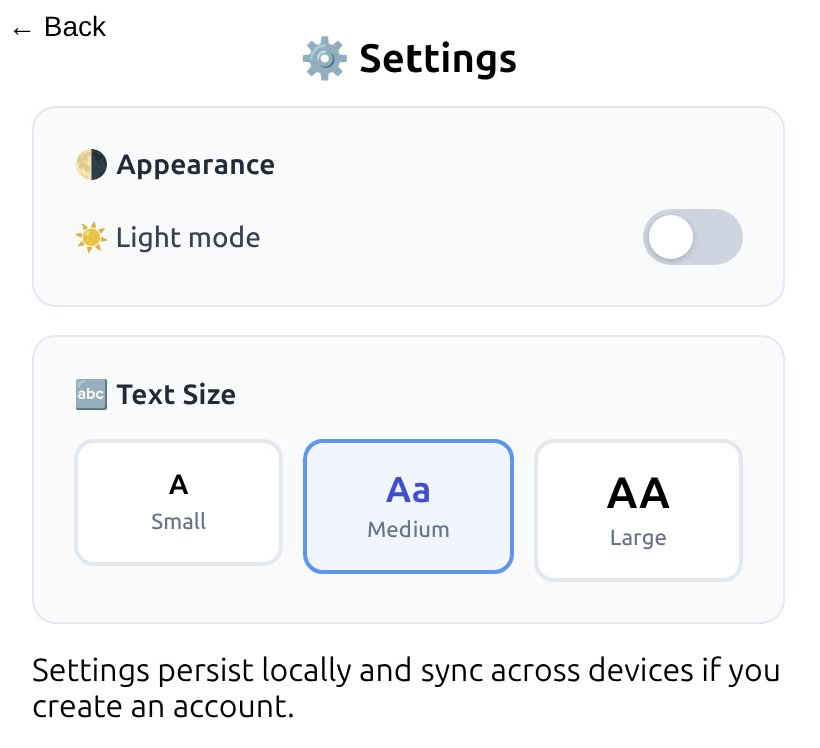 ← Back
⚙️ Settings
🌗 Appearance
☀️ Light mode
🔤 Text Size
A
Small
Aa
Medium
AA
Large
Settings persist locally and sync across devices if you
create an account.